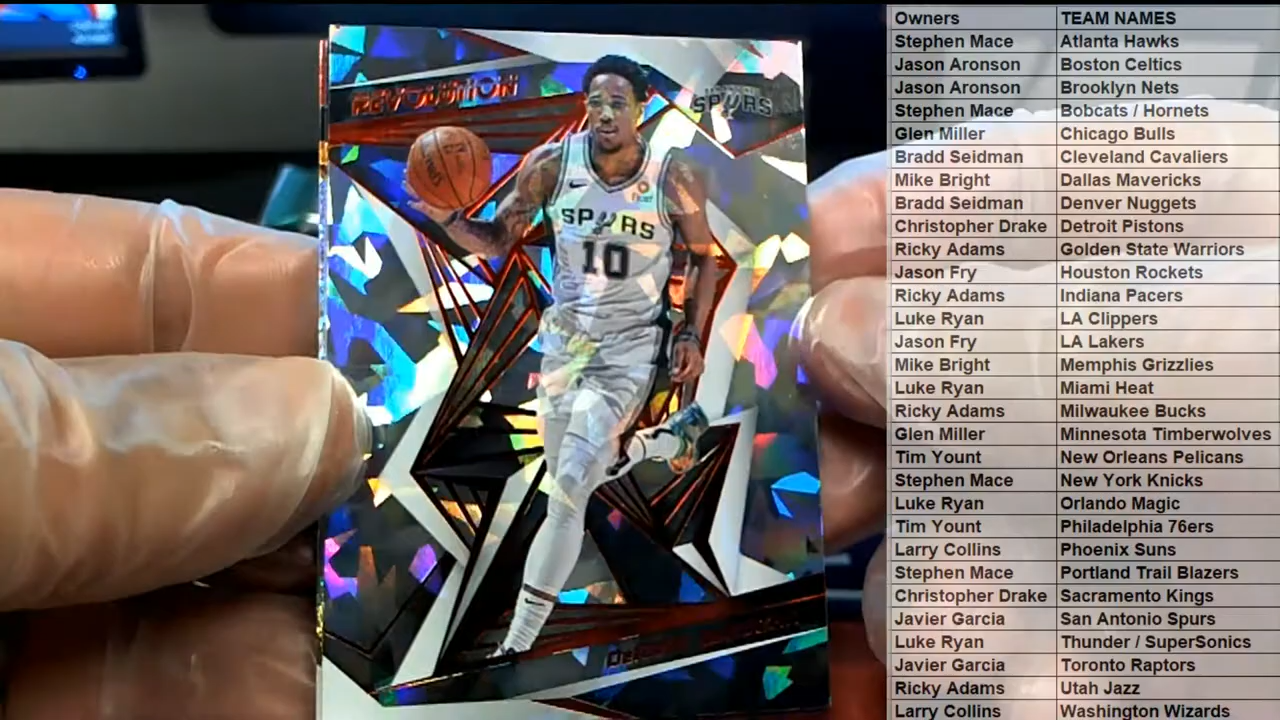 REVOLUTION
SPURS
SPURS
10
Owners TEAM NAMES
Stephen Mace Atlanta Hawks
Jason Aronson Boston Celtics
Jason Aronson Brooklyn Nets
Stephen Mace Bobcats / Hornets
Glen Miller Chicago Bulls
Bradd Seidman Cleveland Cavaliers
Mike Bright Dallas Mavericks
Bradd Seidman Denver Nuggets
Christopher Drake Detroit Pistons
Ricky Adams Golden State Warriors
Jason Fry Houston Rockets
Ricky Adams Indiana Pacers
Luke Ryan LA Clippers
Jason Fry LA Lakers
Mike Bright Memphis Grizzlies
Luke Ryan Miami Heat
Ricky Adams Milwaukee Bucks
Glen Miller Minnesota Timberwolves
Tim Yount New Orleans Pelicans
Stephen Mace New York Knicks
Luke Ryan Orlando Magic
Tim Yount Philadelphia 76ers
Larry Collins Phoenix Suns
Stephen Mace Portland Trail Blazers
Christopher Drake Sacramento Kings
Javier Garcia San Antonio Spurs
Luke Ryan Thunder / SuperSonics
Javier Garcia Toronto Raptors
Ricky Adams Utah Jazz
Larry Collins Washington Wizards